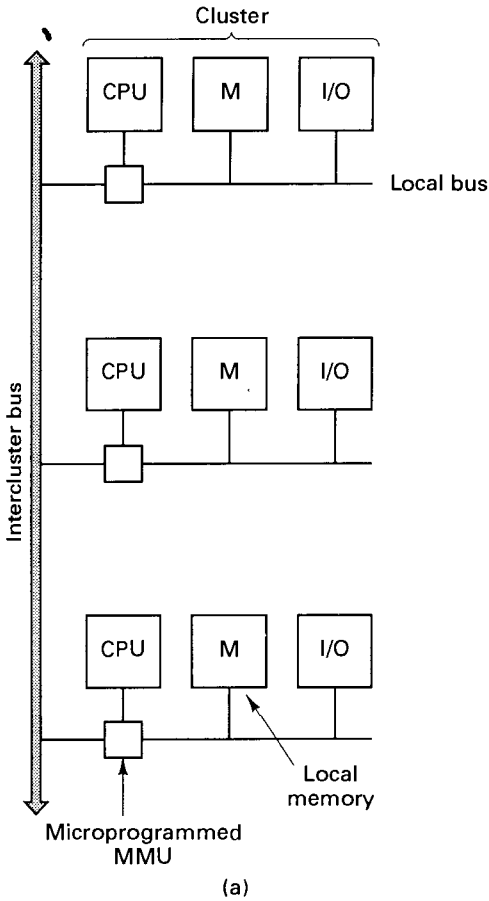 Cluster
CPU
M
I/O
Local bus
Intercluster bus
CPU
M
I/O
CPU
M
I/O
Local
memory
Microprogrammed
MMU
(a)